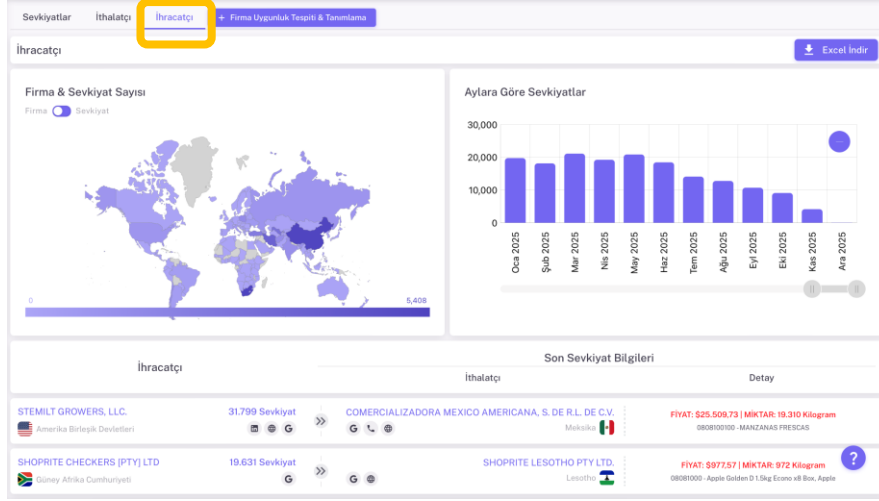 Sevkiyatlar İthalatçı İhracatçı + Firma Uygunluk Tespiti & Tanımlama
İhracatçı Excel İndir
Firma & Sevkiyat Sayısı
Firma Sevkiyat
0 5,408
Aylara Göre Sevkiyatlar
30,000
20,000
10,000
0
Oca 2025 Şub 2025 Mar 2025 Nis 2025 May 2025 Haz 2025 Tem 2025 Ağu 2025 Eyl 2025 Eki 2025 Kas 2025 Ara 2025
İhracatçı Son Sevkiyat Bilgileri
İthalatçı Detay
STEMILT GROWERS, LLC. 31.799 Sevkiyat COMERCIALIZADORA MEXICO AMERICANA, S. DE R.L. DE C.V. FİYAT: $25.509,73 | MİKTAR: 19.310 Kilogram
Amerika Birleşik Devletleri Meksika 0808100100 -MANZANAS FRESCAS
SHOPRITE CHECKERS [PTY] LTD 19.631 Sevkiyat SHOPRITE LESOTHO PTY LTD. FİYAT: $977,57 | MİKTAR: 972 Kilogram
Güney Afrika Cumhuriyeti Lesotho 08081000 - Apple Golden D 1.5kg Econo x8 Box, Apple
?